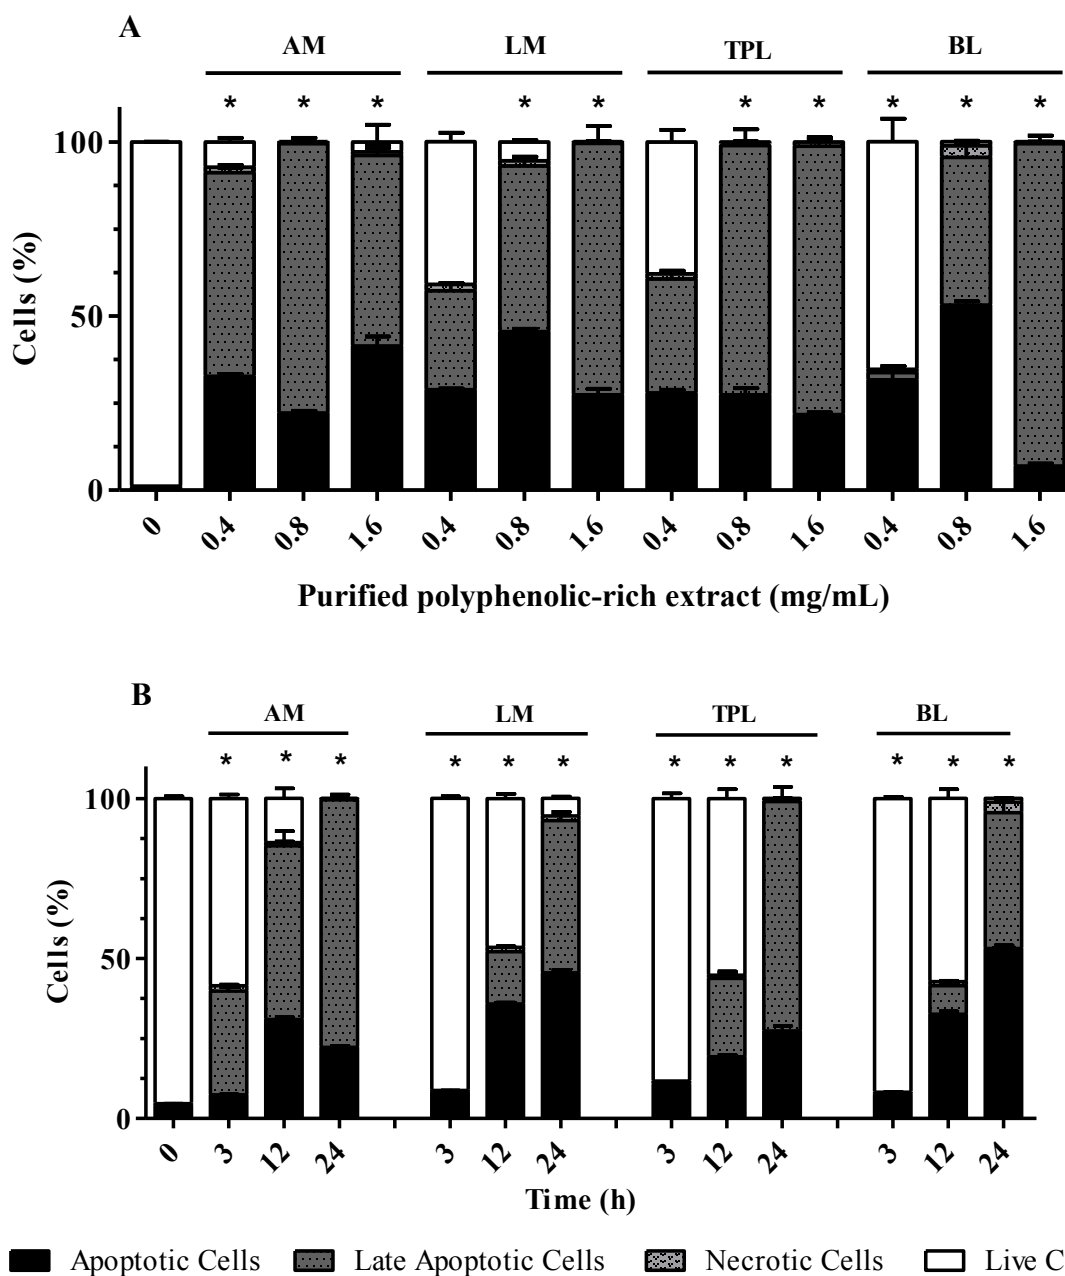 A
AM LM TPL BL
* * * * * * * * * *
100
50
0
Cells (%)
0 0.4 0.8 1.6 0.4 0.8 1.6 0.4 0.8 1.6 0.4 0.8 1.6
Purified polyphenolic-rich extract (mg/mL)
B
AM LM TPL BL
* * * * * * * * * * * *
100
50
0
Cells (%)
0 3 12 24 3 12 24 3 12 24 3 12 24
Time (h)
Apoptotic Cells Late Apoptotic Cells Necrotic Cells Live C